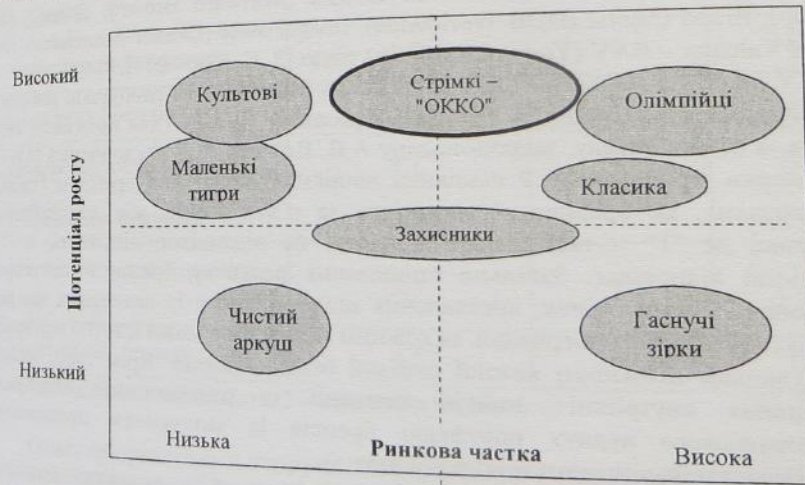 Високий
Культові
Стрімкі –
"ОККО"
Олімпійці
Маленькі
тигри
Класика
Потенціал росту
Захисники
Чистий
аркуш
Гаснучі
зірки
Низький
Низька
Ринкова частка
Висока